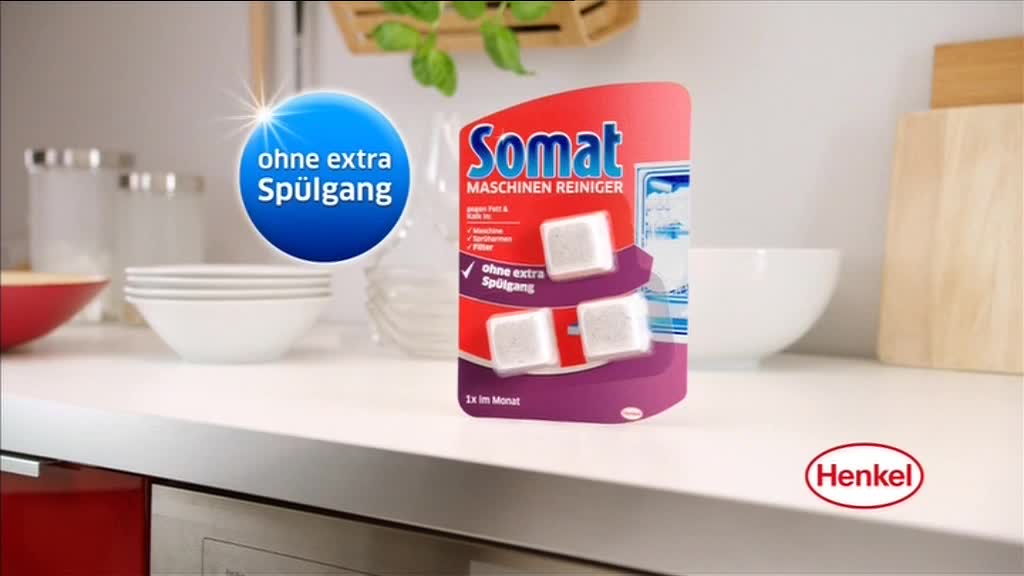 ohne extra
Spülgang
Somat
MASCHINEN REINIGER
gegen Fett &
Kalk in:
✓ Maschine
✓ Sprüharmen
✓ Filter
✓ ohne extra
Spülgang
1x im Monat
Henkel
Henkel